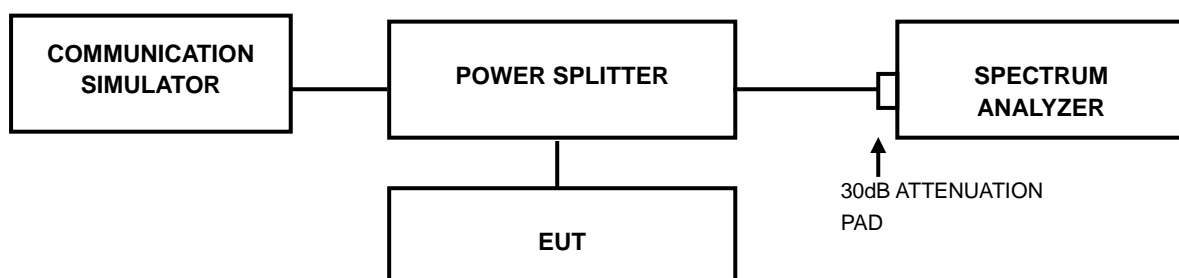 COMMUNICATION
SIMULATOR
POWER SPLITTER
SPECTRUM
ANALYZER
30dB ATTENUATION
PAD
EUT